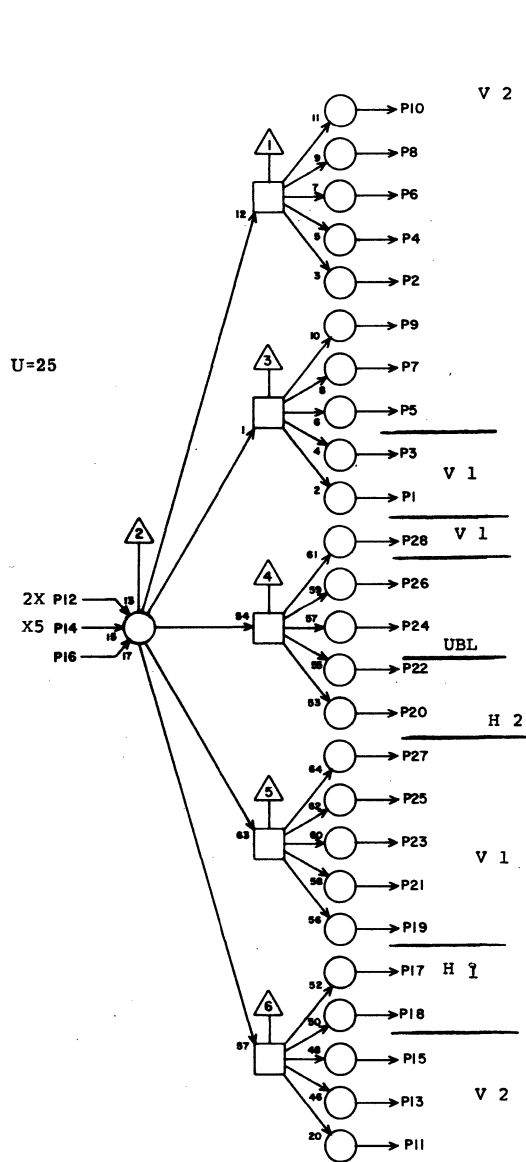 V 2
11 P10
1
9 P8
7 P6
12
5 P4
3 P2
10 P9
U=25
3
8 P7
6 P5
1
4 P3
V 1
2 P1
2
61 P28 V 1
4
59 P26
2X P12 13
X5 P14 15
54
57 P24
P16 17
UBL
55 P22
53 P20
H 2
64 P27
5
62 P25
63
60 P23
V 1
58 P21
56 P19
52 P17 H 1
6
50 P18
57
48 P15
46 P13
V 2
20 P11